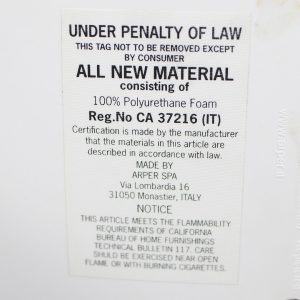 UNDER PENALTY OF LAW
THIS TAG NOT TO BE REMOVED EXCEPT
BY CONSUMER
ALL NEW MATERIAL
consisting of
100% Polyurethane Foam
Reg.No CA 37216 (IT)
Certification is made by the manufacturer
that the materials in this article are
described in accordance with law.
MADE BY
ARPER SPA
Via Lombardia 16
31050 Monastier, ITALY
NOTICE
THIS ARTICLE MEETS THE FLAMMABILITY
REQUIREMENTS OF CALIFORNIA
BUREAU OF HOME FURNISHINGS
TECHNICAL BULLETIN 117. CARE
SHOULD BE EXERCISED NEAR OPEN
FLAME OR WITH BURNING CIGARETTES.